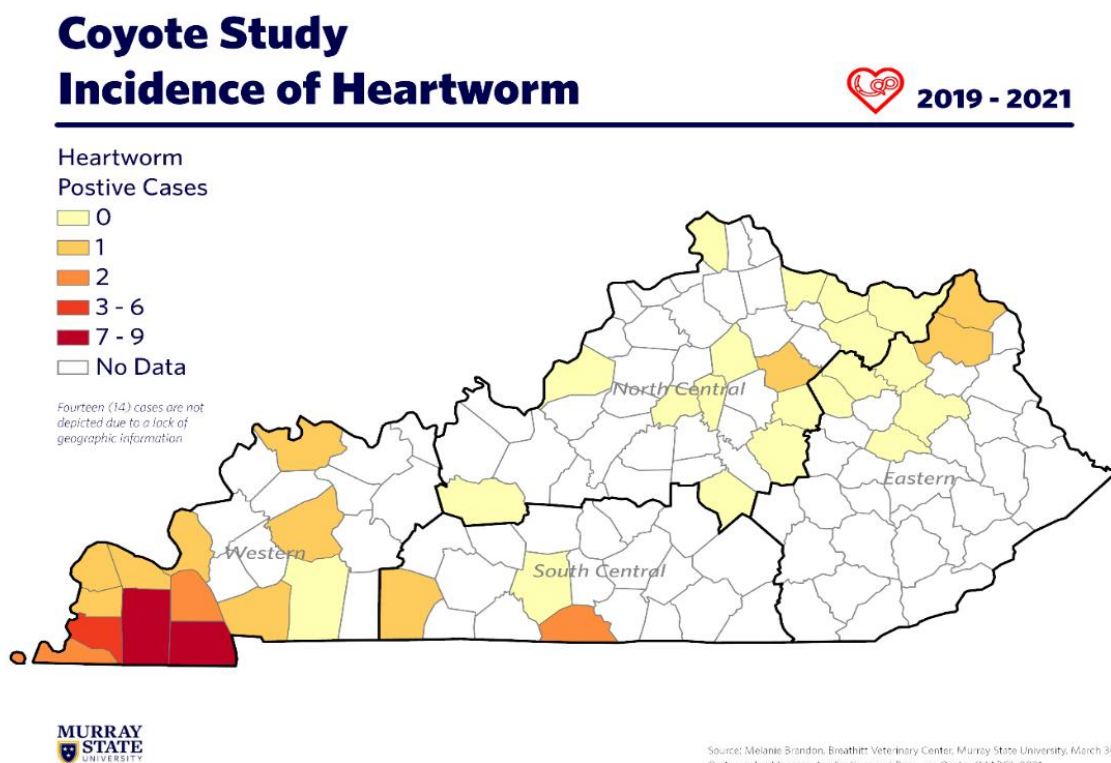 Coyote Study
Incidence of Heartworm
2019 - 2021
Heartworm
Postive Cases
0
1
2
3 - 6
7 - 9
No Data
Fourteen (14) cases are not
depicted due to a lack of
geographic information
North Central
Eastern
Western
South Central
MURRAY
STATE
UNIVERSITY
Source: Melanie Brandon, Breathitt Veterinary Center, Murray State University, March